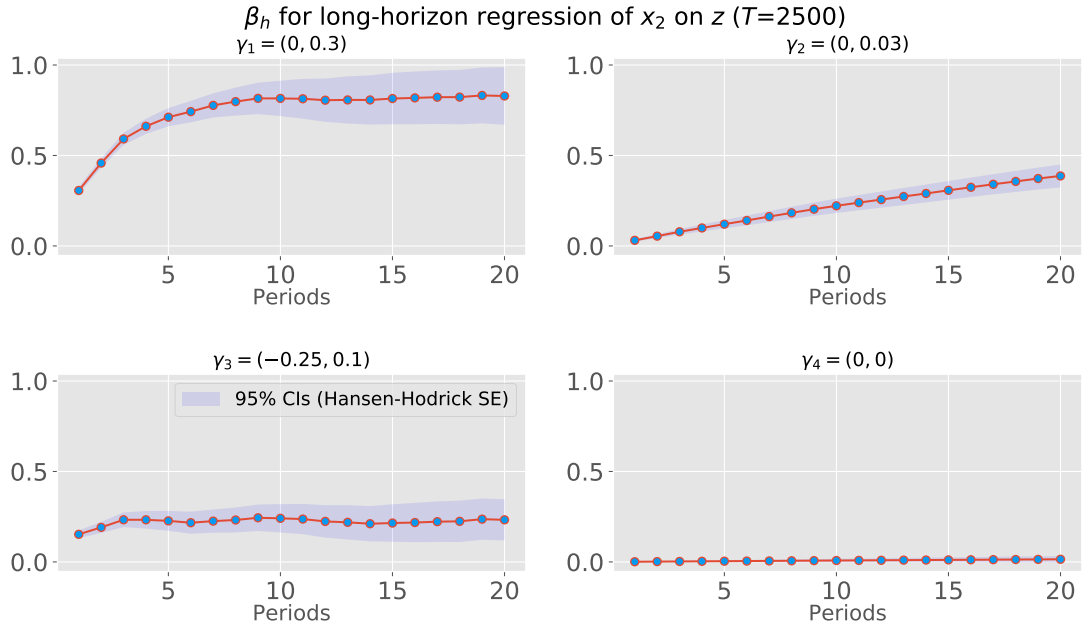 βₕ for long-horizon regression of x₂ on z (T=2500)
γ₁ = (0, 0.3)
1.0
0.5
0.0
5 10 15 20
Periods
γ₂ = (0, 0.03)
1.0
0.5
0.0
5 10 15 20
Periods
γ₃ = (−0.25, 0.1)
1.0
95% CIs (Hansen-Hodrick SE)
0.5
0.0
5 10 15 20
Periods
γ₄ = (0, 0)
1.0
0.5
0.0
5 10 15 20
Periods